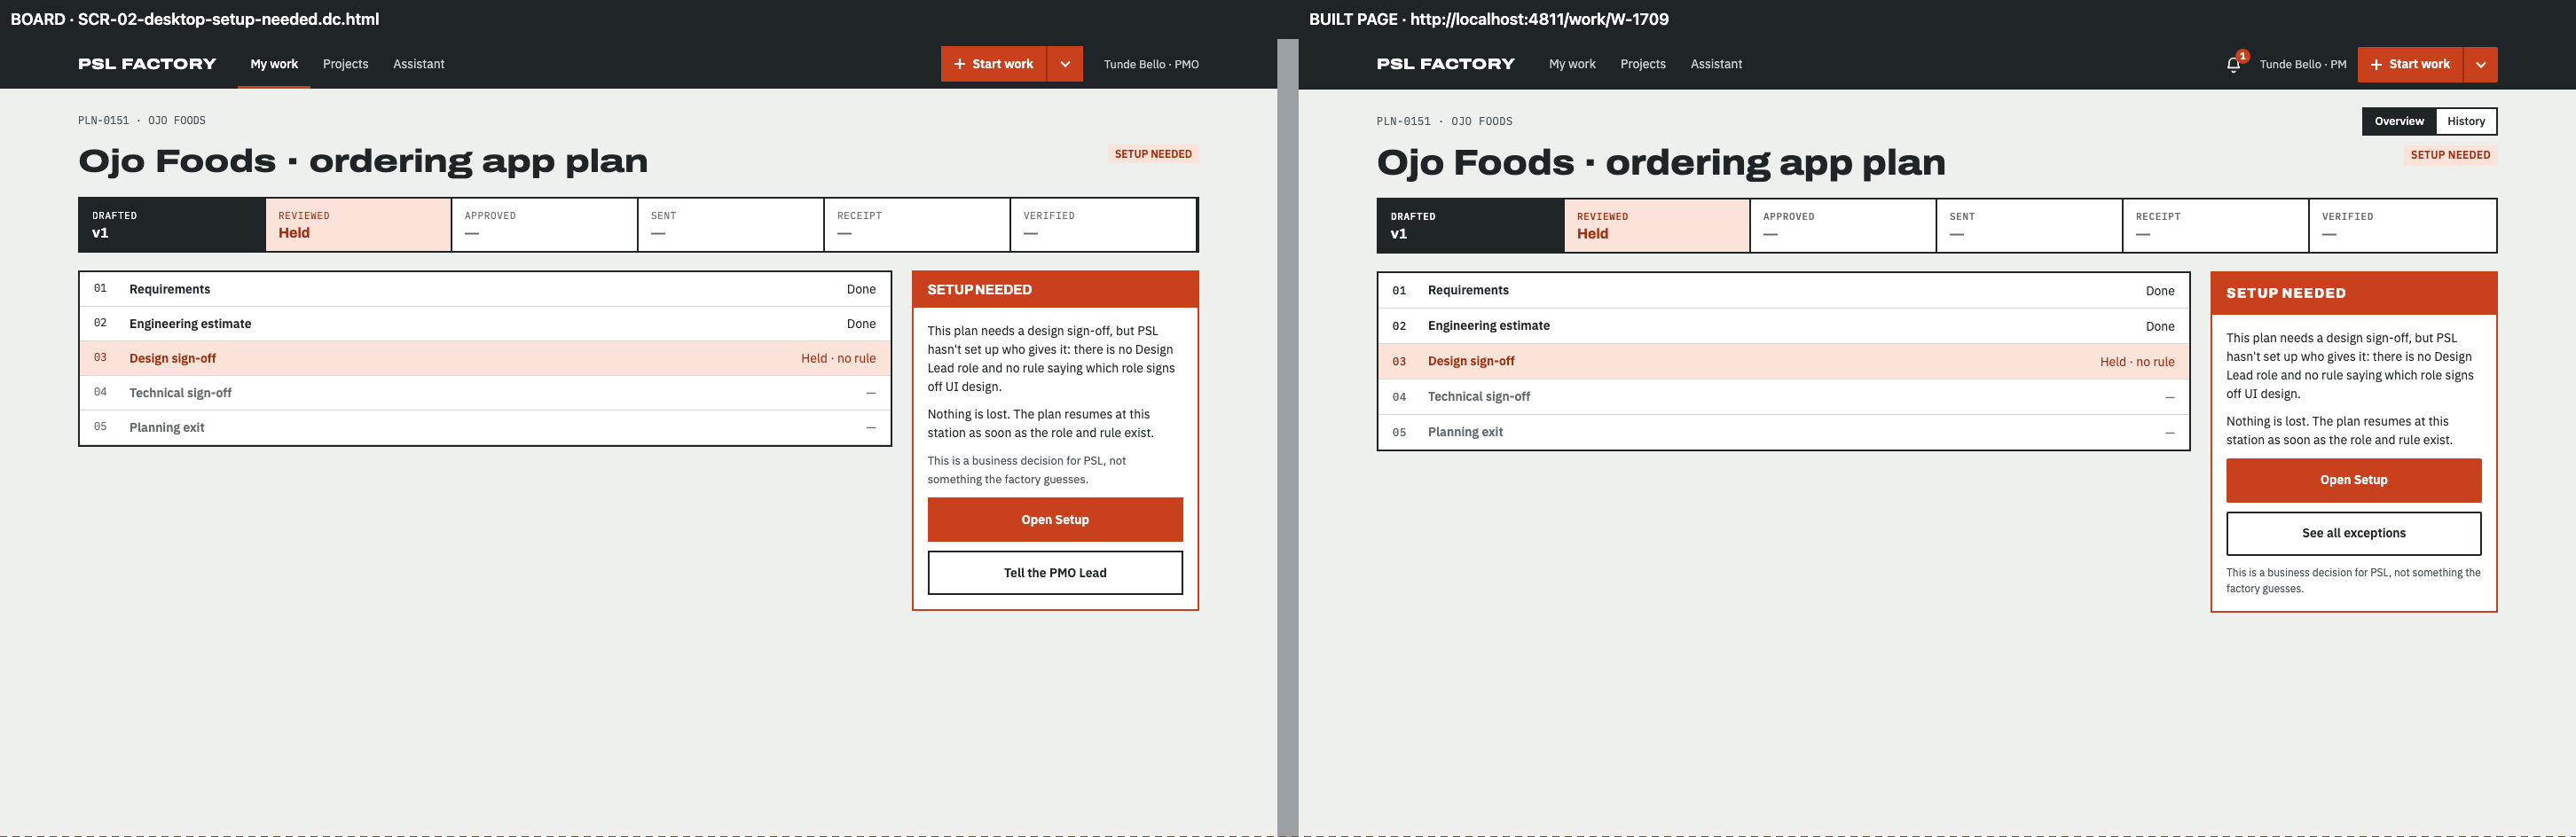 BOARD · SCR-02-desktop-setup-needed.dc.html
PSL FACTORY
My work
Projects
Assistant
+ Start work
Tunde Bello · PMO
PLN-0151 · OJO FOODS
Ojo Foods · ordering app plan
SETUP NEEDED
DRAFTED
v1
REVIEWED
Held
APPROVED
—
SENT
—
RECEIPT
—
VERIFIED
—
01 Requirements Done
02 Engineering estimate Done
03 Design sign-off Held · no rule
04 Technical sign-off —
05 Planning exit —
SETUP NEEDED
This plan needs a design sign-off, but PSL
hasn't set up who gives it: there is no Design
Lead role and no rule saying which role signs
off UI design.
Nothing is lost. The plan resumes at this
station as soon as the role and rule exist.
This is a business decision for PSL, not
something the factory guesses.
Open Setup
Tell the PMO Lead
BUILT PAGE · http://localhost:4811/work/W-1709
PSL FACTORY
My work
Projects
Assistant
1
Tunde Bello · PM
+ Start work
PLN-0151 · OJO FOODS
Overview
History
Ojo Foods · ordering app plan
SETUP NEEDED
DRAFTED
v1
REVIEWED
Held
APPROVED
—
SENT
—
RECEIPT
—
VERIFIED
—
01 Requirements Done
02 Engineering estimate Done
03 Design sign-off Held · no rule
04 Technical sign-off —
05 Planning exit —
SETUP NEEDED
This plan needs a design sign-off, but PSL
hasn't set up who gives it: there is no Design
Lead role and no rule saying which role signs
off UI design.
Nothing is lost. The plan resumes at this
station as soon as the role and rule exist.
Open Setup
See all exceptions
This is a business decision for PSL, not something the
factory guesses.